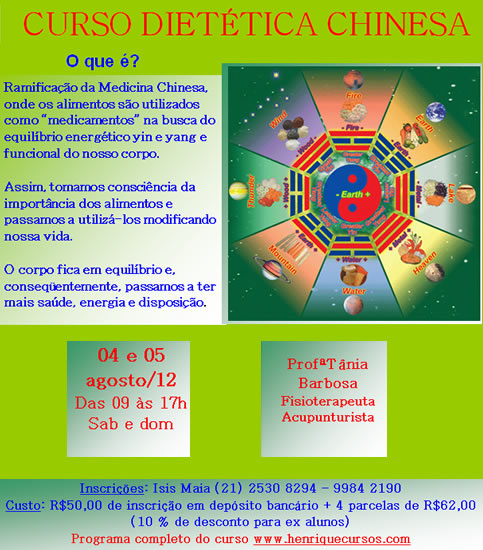 CURSO DIETÉTICA CHINESA
O que é?
Ramificação da Medicina Chinesa,
onde os alimentos são utilizados
como “medicamentos” na busca do
equilíbrio energético yin e yang e
funcional do nosso corpo.
Assim, tomamos consciência da
importância dos alimentos e
passamos a utilizá-los modificando
nossa vida.
O corpo fica em equilíbrio e,
conseqüentemente, passamos a ter
mais saúde, energia e disposição.
Wind
Fire
Earth
- Fire -
- Wood -
- Earth +
Thunder
+ Wood +
- Metal -
Lake
Earth
Mountain
+ Water +
Heaven
Water
04 e 05
agosto/12
Das 09 às 17h
Sab e dom
ProfªTânia
Barbosa
Fisioterapeuta
Acupunturista
Inscrições: Isis Maia (21) 2530 8294 - 9984 2190
Custo: R$50,00 de inscrição em depósito bancário + 4 parcelas de R$62,00
(10 % de desconto para ex alunos)
Programa completo do curso www.henriquecursos.com